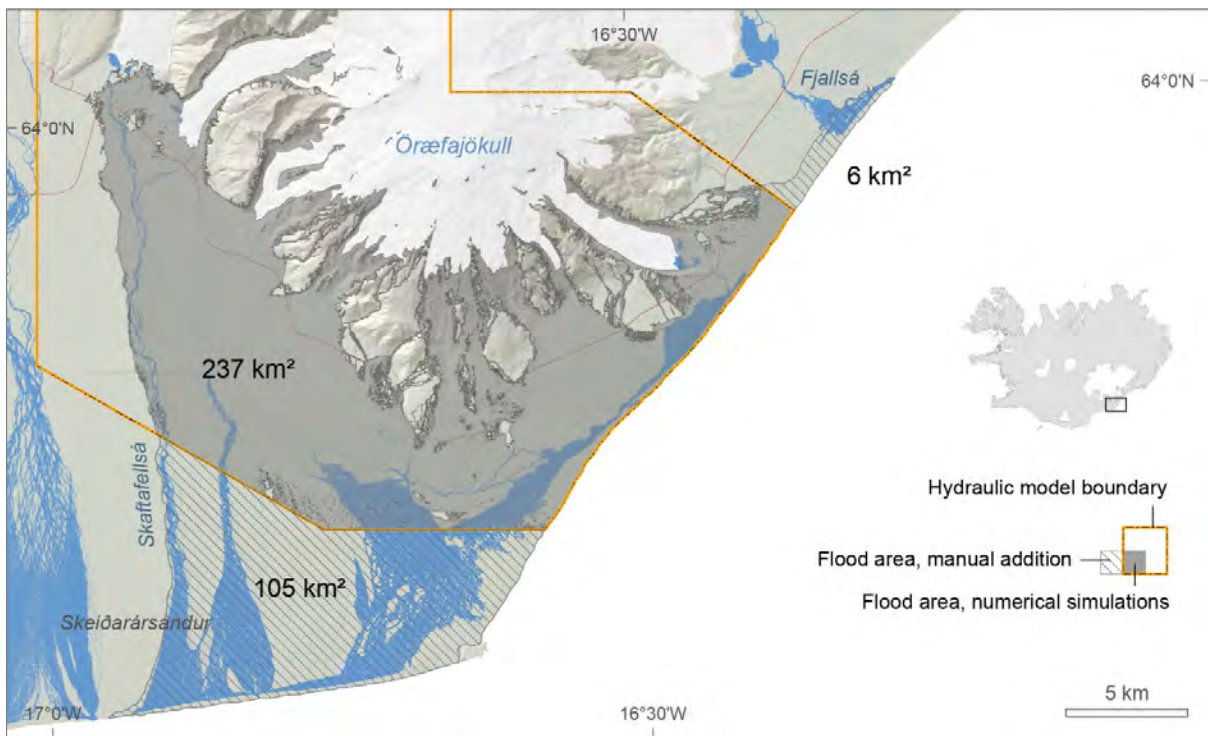 16°30'W
Fjallsá
64°0'N
64°0'N
Öræfajökull
6 km²
237 km²
Skaftafellsá
Hydraulic model boundary
Flood area, manual addition
Flood area, numerical simulations
105 km²
Skeiðarársandur
5 km
17°0'W
16°30'W